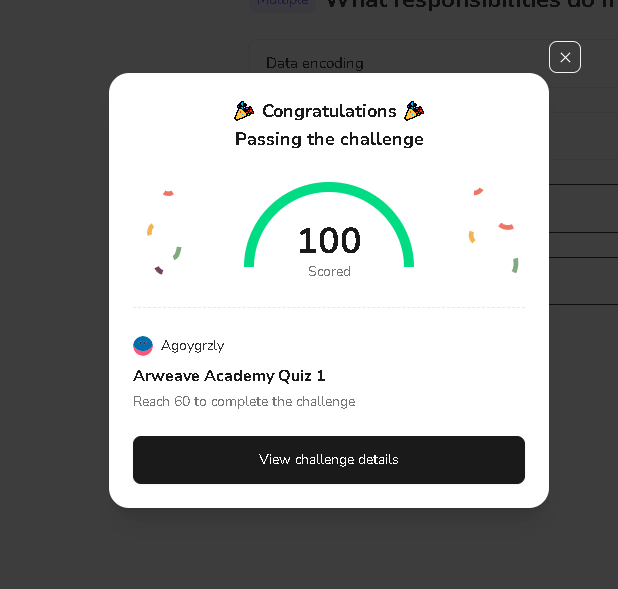 Multiple What responsibilities do
Data encoding
Congratulations
Passing the challenge
100
Scored
Agoygrzly
Arweave Academy Quiz 1
Reach 60 to complete the challenge
View challenge details